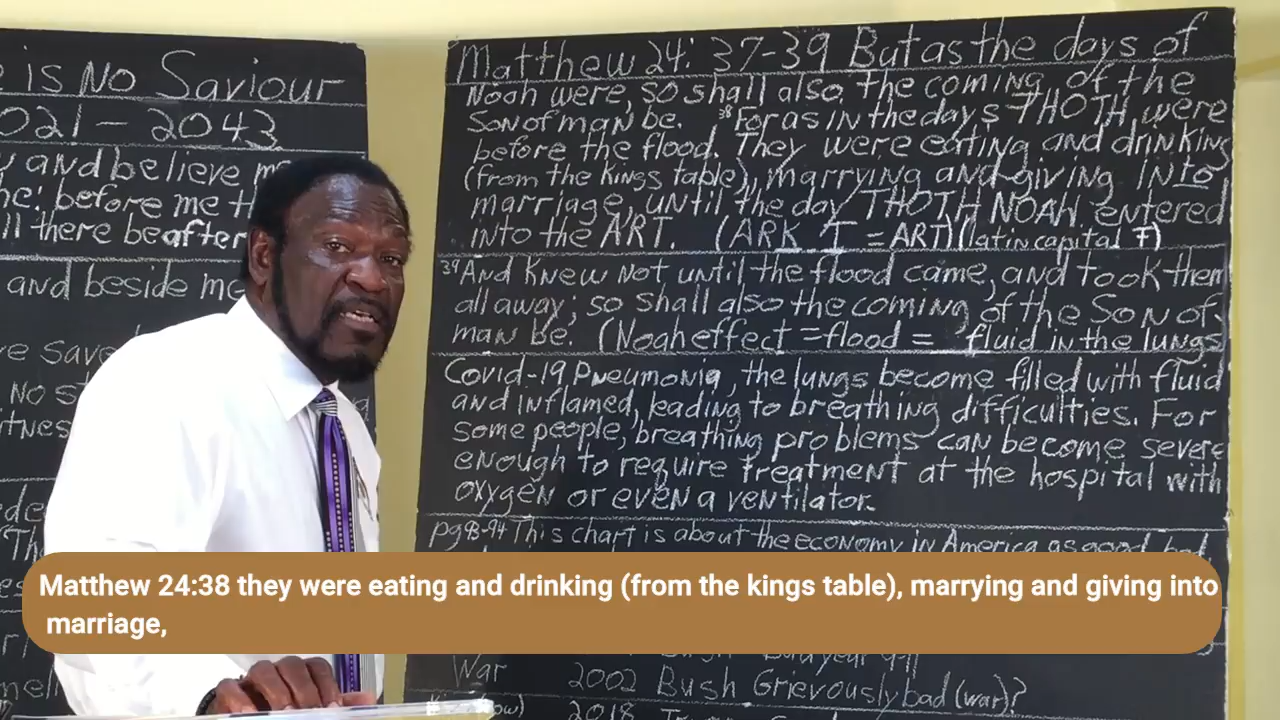 e is No Saviour
021 - 2043
y and believe me
he: before me th
ll there be after
and beside me
ve Save
No st
itness
Matthew 24: 37-39 But as the days of
Noah were, so shall also the coming of the
Son of man be. 38 For as in the days THOTH were
before the flood. They were eating and drinking
(from the Kings table), marrying and giving INTO
marriage, until the day THOTH NOAH entered
into the ART. (ARK T = ART) (latin capital T)
39 And Knew Not until the flood came, and took them
all away; so shall also the coming of the Son of
man be. (Noah effect = flood = fluid in the lungs
Covid-19 Pneumonia, the lungs become filled with fluid
and inflamed, leading to breathing difficulties. For
some people, breathing problems can become severe
enough to require treatment at the hospital with
oxygen or even a ventilator.
pg 93-94 This chart is about the economy in America as good, bad,
Matthew 24:38 they were eating and drinking (from the kings table), marrying and giving into
marriage,
War 2002 Bush Grievously bad (war)?
2018